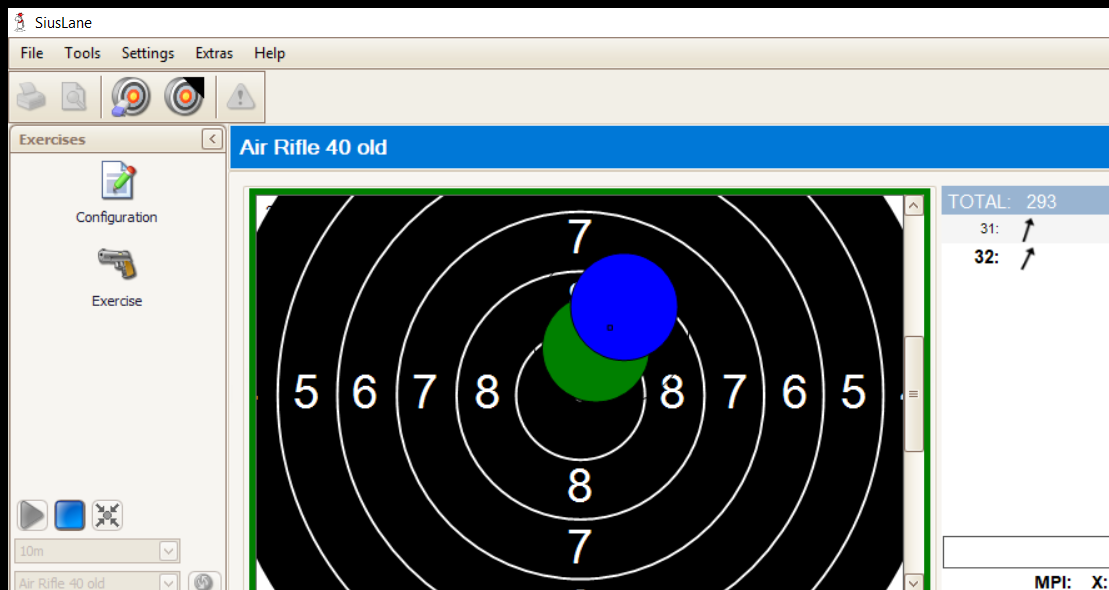 SiusLane
File Tools Settings Extras Help
Exercises
Air Rifle 40 old
Configuration
Exercise
10m
Air Rifle 40 old
7
5 6 7 8 8 7 6 5
8
7
TOTAL: 293
31:
32:
MPI: X: